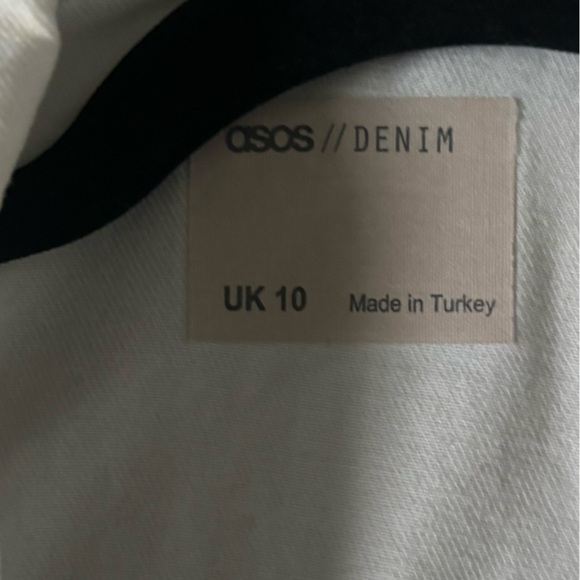 asos // DENIM
UK 10 Made in Turkey